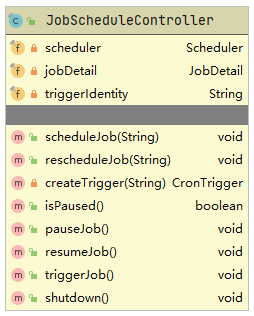 JobScheduleController
scheduler Scheduler
jobDetail JobDetail
triggerIdentity String
scheduleJob(String) void
rescheduleJob(String) void
createTrigger(String) CronTrigger
isPaused() boolean
pauseJob() void
resumeJob() void
triggerJob() void
shutdown() void